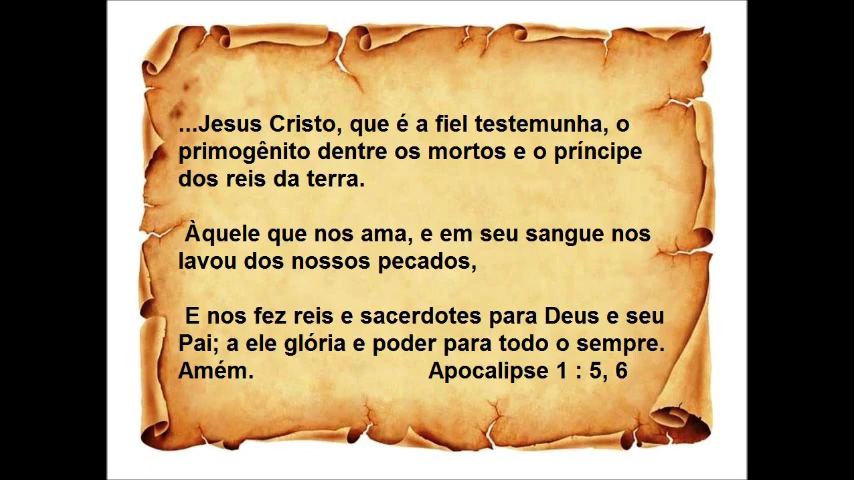 ...Jesus Cristo, que é a fiel testemunha, o
primogênito dentre os mortos e o príncipe
dos reis da terra.
Àquele que nos ama, e em seu sangue nos
lavou dos nossos pecados,
E nos fez reis e sacerdotes para Deus e seu
Pai; a ele glória e poder para todo o sempre.
Amém. Apocalipse 1 : 5, 6